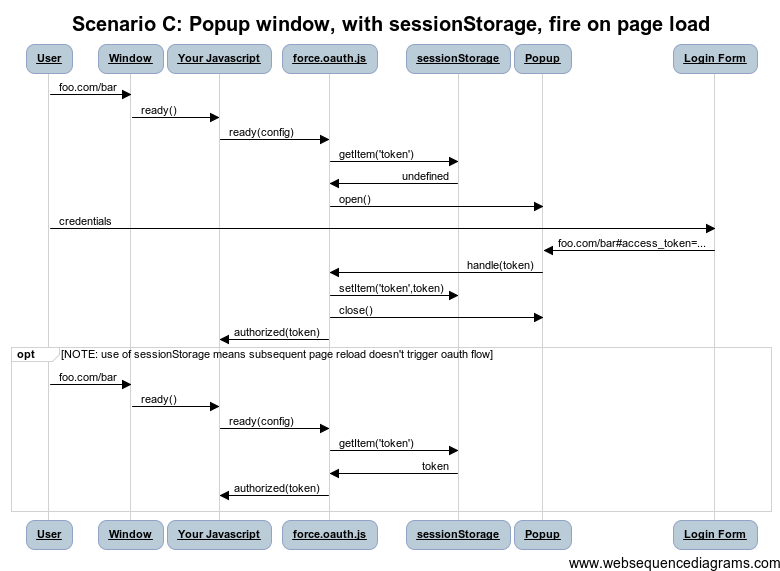 Scenario C: Popup window, with sessionStorage, fire on page load
User Window Your Javascript force.oauth.js sessionStorage Popup Login Form
foo.com/bar
ready()
ready(config)
getItem('token')
undefined
open()
credentials
foo.com/bar#access_token=...
handle(token)
setItem('token',token)
close()
authorized(token)
opt [NOTE: use of sessionStorage means subsequent page reload doesn't trigger oauth flow]
foo.com/bar
ready()
ready(config)
getItem('token')
token
authorized(token)
User Window Your Javascript force.oauth.js sessionStorage Popup Login Form
www.websequencediagrams.com